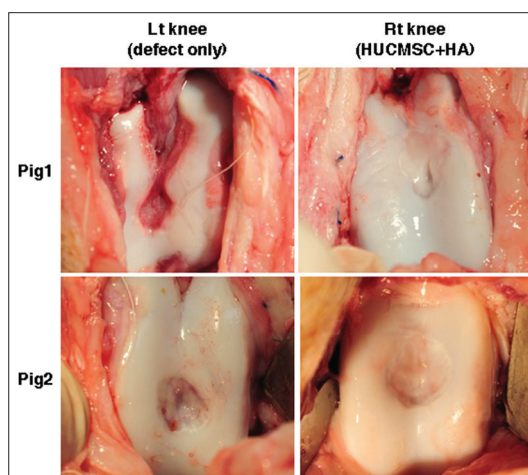 Lt knee
(defect only)
Rt knee
(HUCMSC+HA)
Pig1
Pig2